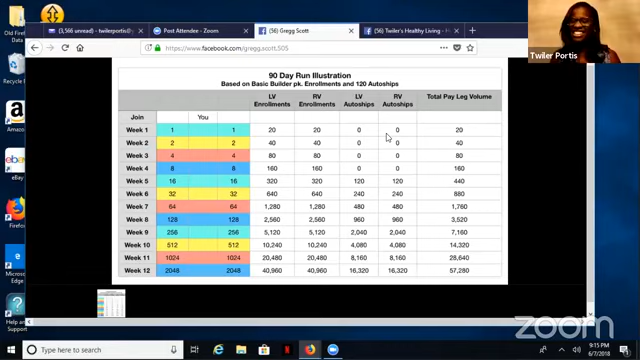 Old Fire
Data
(3,566 unread) - twilerportis
Post Attendee - Zoom
(56) Gregg Scott
(56) Twiler's Healthy Living - H
https://www.facebook.com/gregg.scott.505
Twiler Portis
Recycle
Amazo
eBay
Firefox
Microsoft
Edge
Help and
Suppo
90 Day Run Illustration
Based on Basic Builder pk. Enrollments and 120 Autoships
LV Enrollments RV Enrollments LV Autoships RV Autoships Total Pay Leg Volume
Join You
Week 1 1 1 20 20 0 0 20
Week 2 2 2 40 40 0 0 40
Week 3 4 4 80 80 0 0 80
Week 4 8 8 160 160 0 0 160
Week 5 16 16 320 320 120 120 440
Week 6 32 32 640 640 240 240 880
Week 7 64 64 1,280 1,280 480 480 1,760
Week 8 128 128 2,560 2,560 960 960 3,520
Week 9 256 256 5,120 5,120 2,040 2,040 7,160
Week 10 512 512 10,240 10,240 4,080 4,080 14,320
Week 11 1024 1024 20,480 20,480 8,160 8,160 28,640
Week 12 2048 2048 40,960 40,960 16,320 16,320 57,280
zoom
Type here to search
9:15 PM
6/7/2018